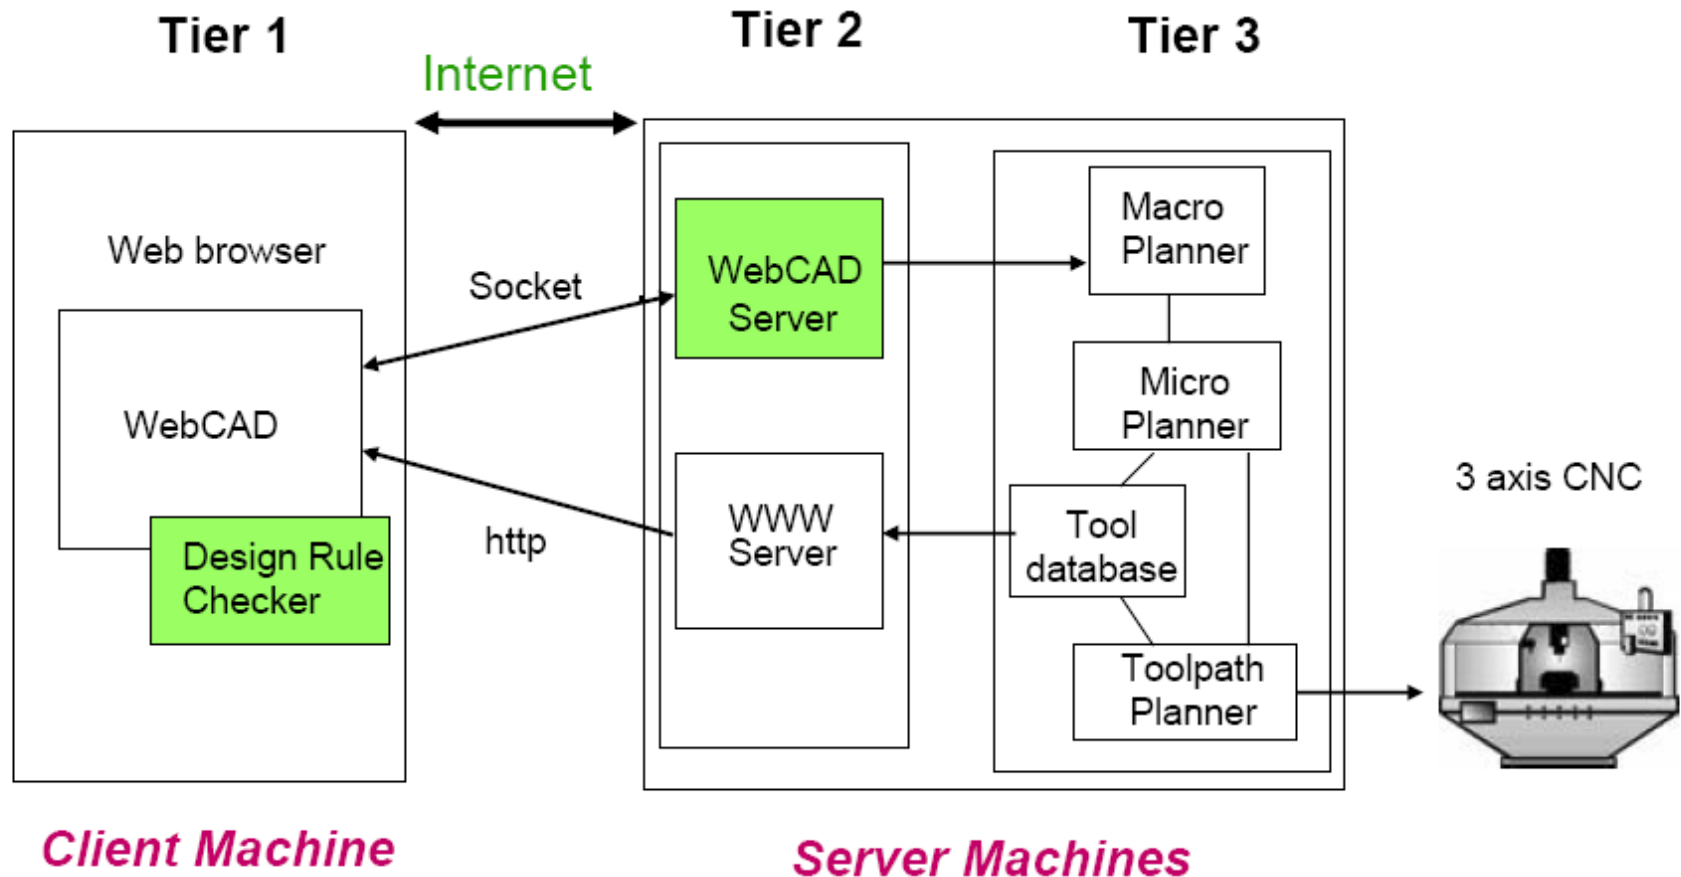 Tier 1
Tier 2
Tier 3
Internet
Web browser
Socket
WebCAD
Design Rule
Checker
http
WebCAD
Server
WWW
Server
Macro
Planner
Micro
Planner
Tool
database
Toolpath
Planner
3 axis CNC
Client Machine
Server Machines